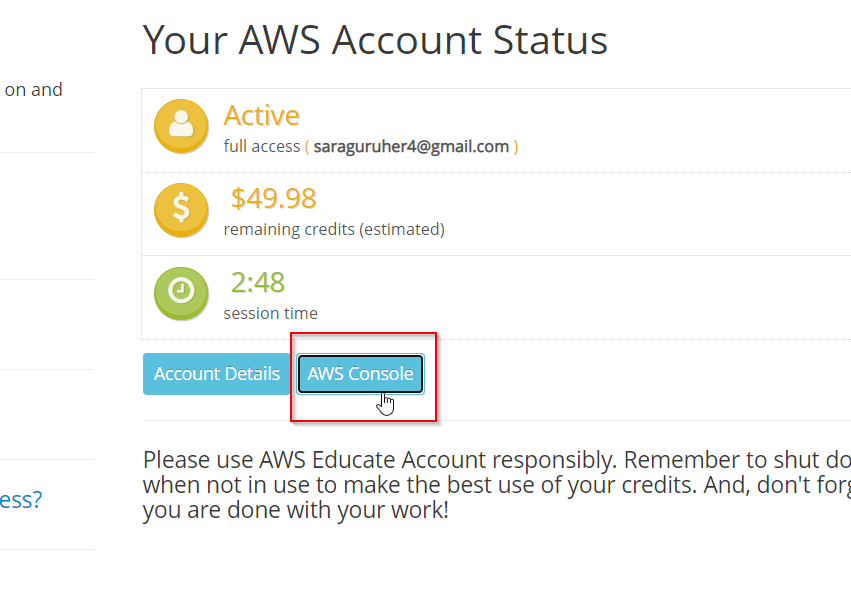 Your AWS Account Status
on and
Active
full access ( saraguruher4@gmail.com )
$
$49.98
remaining credits (estimated)
2:48
session time
Account Details
AWS Console
Please use AWS Educate Account responsibly. Remember to shut do
when not in use to make the best use of your credits. And, don't forg
ess?
you are done with your work!